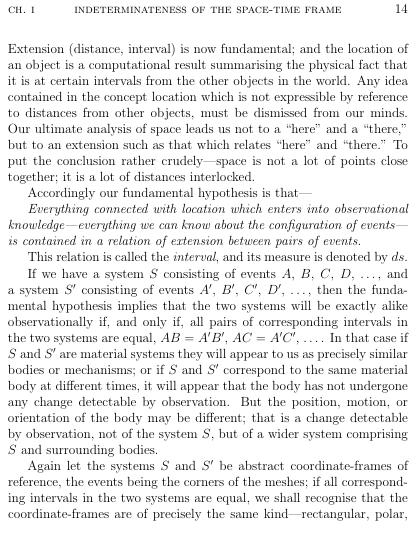 CH. I INDETERMINATENESS OF THE SPACE-TIME FRAME 14
Extension (distance, interval) is now fundamental; and the location of
an object is a computational result summarising the physical fact that
it is at certain intervals from the other objects in the world. Any idea
contained in the concept location which is not expressible by reference
to distances from other objects, must be dismissed from our minds.
Our ultimate analysis of space leads us not to a “here” and a “there,”
but to an extension such as that which relates “here” and “there.” To
put the conclusion rather crudely—space is not a lot of points close
together; it is a lot of distances interlocked.
Accordingly our fundamental hypothesis is that—
Everything connected with location which enters into observational
knowledge—everything we can know about the configuration of events—
is contained in a relation of extension between pairs of events.
This relation is called the interval, and its measure is denoted by ds.
If we have a system S consisting of events A, B, C, D, ..., and
a system S′ consisting of events A′, B′, C′, D′, ..., then the funda-
mental hypothesis implies that the two systems will be exactly alike
observationally if, and only if, all pairs of corresponding intervals in
the two systems are equal, AB = A′B′, AC = A′C′, .... In that case if
S and S′ are material systems they will appear to us as precisely similar
bodies or mechanisms; or if S and S′ correspond to the same material
body at different times, it will appear that the body has not undergone
any change detectable by observation. But the position, motion, or
orientation of the body may be different; that is a change detectable
by observation, not of the system S, but of a wider system comprising
S and surrounding bodies.
Again let the systems S and S′ be abstract coordinate-frames of
reference, the events being the corners of the meshes; if all correspond-
ing intervals in the two systems are equal, we shall recognise that the
coordinate-frames are of precisely the same kind—rectangular, polar,